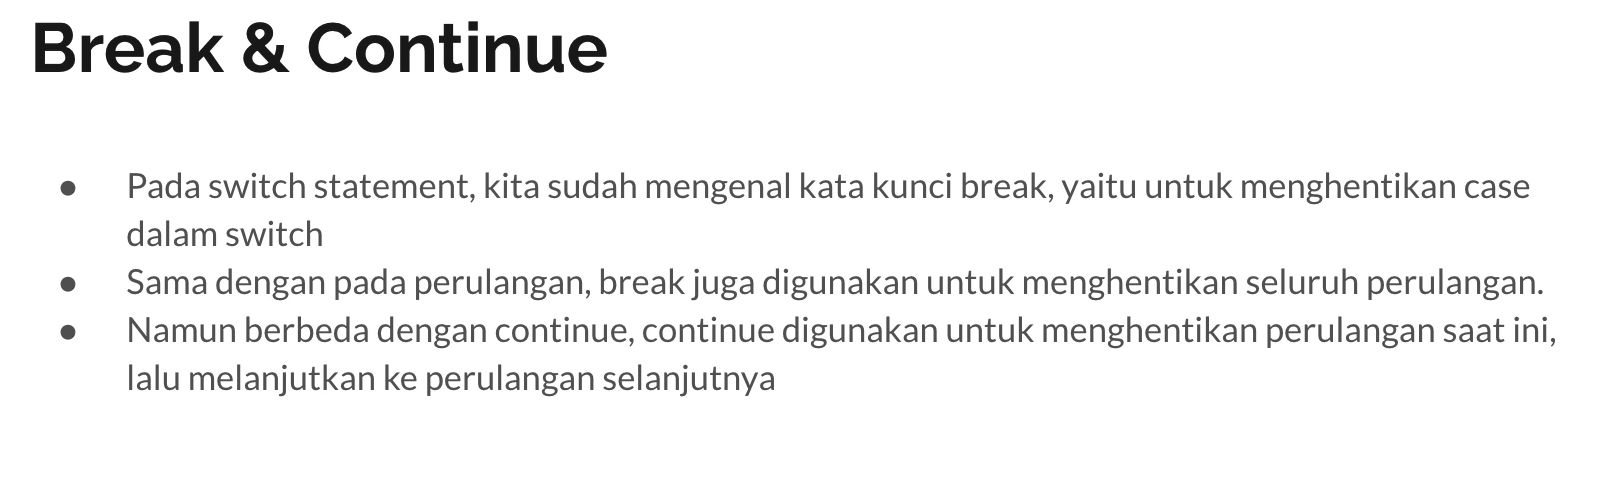 Break & Continue
● Pada switch statement, kita sudah mengenal kata kunci break, yaitu untuk menghentikan case
dalam switch
● Sama dengan pada perulangan, break juga digunakan untuk menghentikan seluruh perulangan.
● Namun berbeda dengan continue, continue digunakan untuk menghentikan perulangan saat ini,
lalu melanjutkan ke perulangan selanjutnya